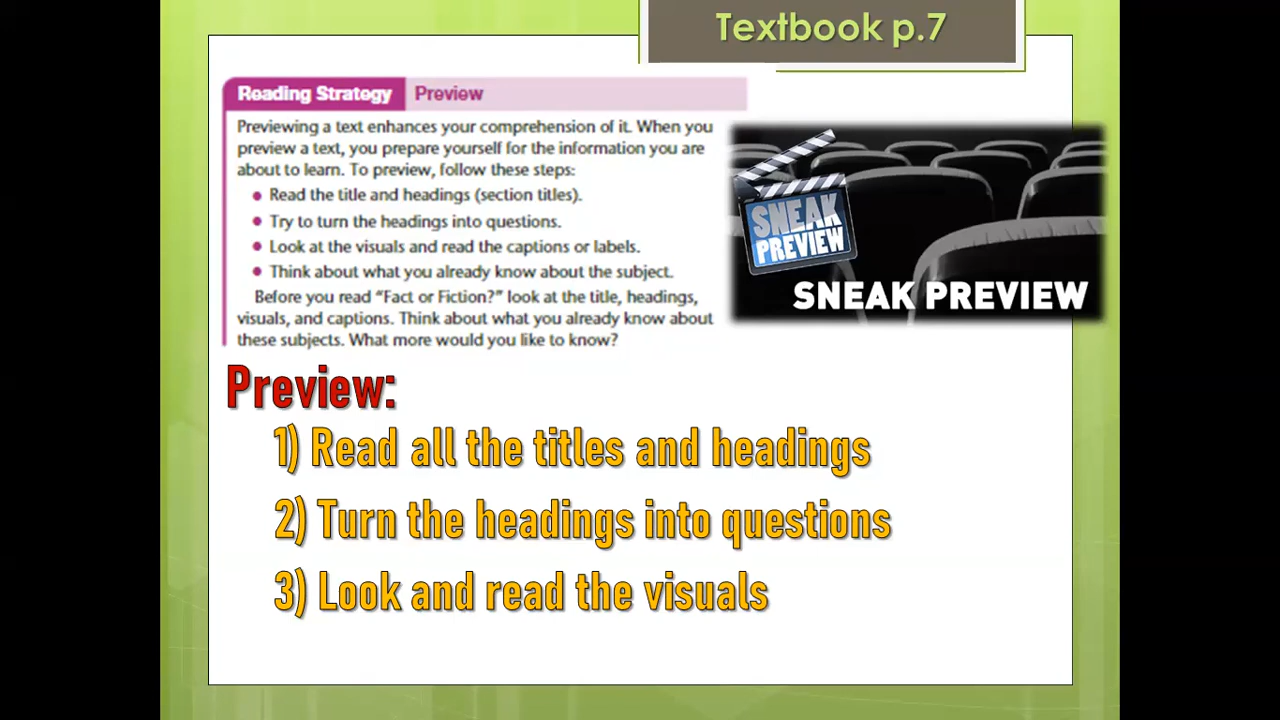 Textbook p.7
Reading Strategy Preview
Previewing a text enhances your comprehension of it. When you
preview a text, you prepare yourself for the information you are
about to learn. To preview, follow these steps:
• Read the title and headings (section titles).
• Try to turn the headings into questions.
• Look at the visuals and read the captions or labels.
• Think about what you already know about the subject.
Before you read “Fact or Fiction?” look at the title, headings,
visuals, and captions. Think about what you already know about
these subjects. What more would you like to know?
SNEAK
PREVIEW
SNEAK PREVIEW
Preview:
1) Read all the titles and headings
2) Turn the headings into questions
3) Look and read the visuals